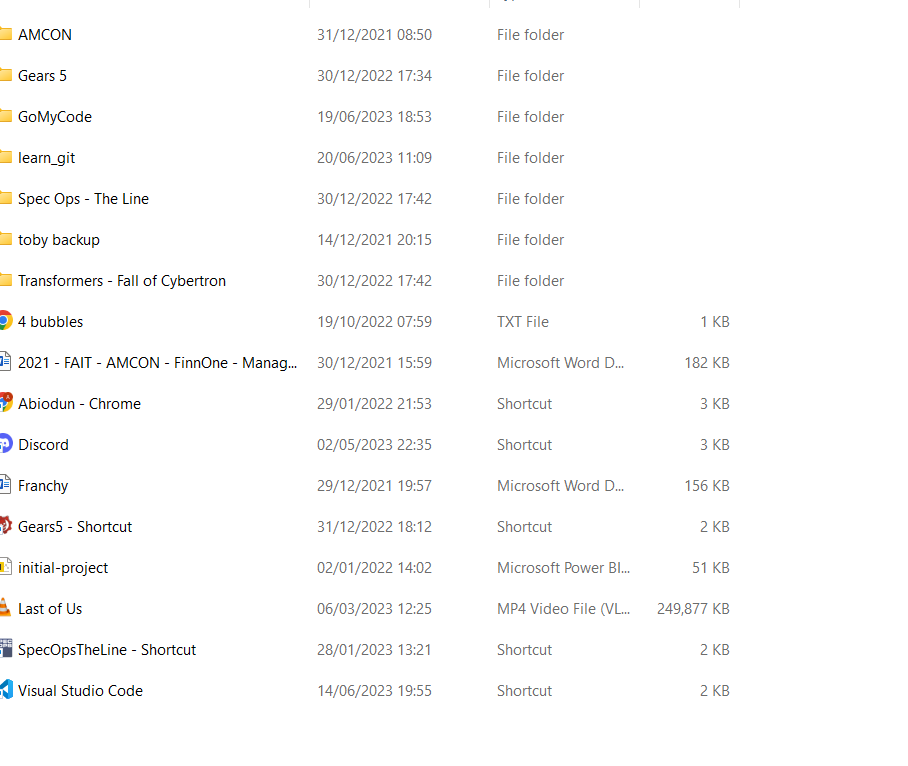 AMCON 31/12/2021 08:50 File folder
Gears 5 30/12/2022 17:34 File folder
GoMyCode 19/06/2023 18:53 File folder
learn_git 20/06/2023 11:09 File folder
Spec Ops - The Line 30/12/2022 17:42 File folder
toby backup 14/12/2021 20:15 File folder
Transformers - Fall of Cybertron 30/12/2022 17:42 File folder
4 bubbles 19/10/2022 07:59 TXT File 1 KB
2021 - FAIT - AMCON - FinnOne - Manag... 30/12/2021 15:59 Microsoft Word D... 182 KB
Abiodun - Chrome 29/01/2022 21:53 Shortcut 3 KB
Discord 02/05/2023 22:35 Shortcut 3 KB
Franchy 29/12/2021 19:57 Microsoft Word D... 156 KB
Gears5 - Shortcut 31/12/2022 18:12 Shortcut 2 KB
initial-project 02/01/2022 14:02 Microsoft Power BI... 51 KB
Last of Us 06/03/2023 12:25 MP4 Video File (VL... 249,877 KB
SpecOpsTheLine - Shortcut 28/01/2023 13:21 Shortcut 2 KB
Visual Studio Code 14/06/2023 19:55 Shortcut 2 KB